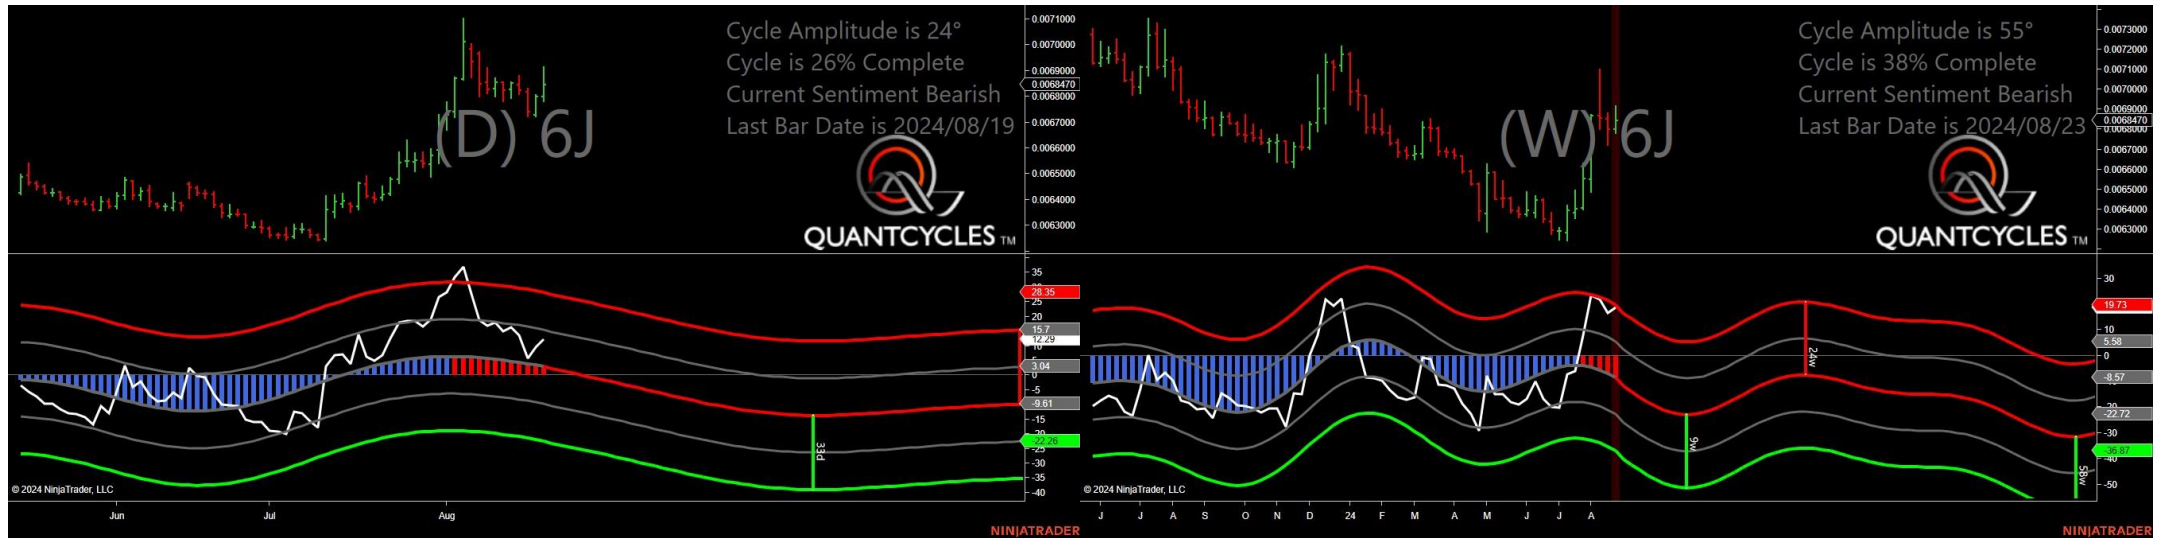 Cycle Amplitude is 24°
Cycle is 26% Complete
Current Sentiment Bearish
Last Bar Date is 2024/08/19
(D) 6J
QUANTCYCLES TM
0.0071000
0.0070000
0.0069000
0.0068470
0.0068000
0.0067000
0.0066000
0.0065000
0.0064000
0.0063000
35
28.35
25
20
15.7
12.29
10
3.04
0
-5
-9.61
-15
-20
-22.26
-25
-30
-35
-40
33d
© 2024 NinjaTrader, LLC
Jun
Jul
Aug
NINJATRADER
Cycle Amplitude is 55°
Cycle is 38% Complete
Current Sentiment Bearish
Last Bar Date is 2024/08/23
(W) 6J
QUANTCYCLES TM
0.0073000
0.0072000
0.0071000
0.0070000
0.0069000
0.0068470
0.0068000
0.0067000
0.0066000
0.0065000
0.0064000
0.0063000
30
19.73
10
5.58
0
-8.57
-22.72
-30
-36.87
-40
-50
24w
9w
58w
© 2024 NinjaTrader, LLC
J
J
A
S
O
N
D
24
F
M
A
M
J
J
A
NINJATRADER